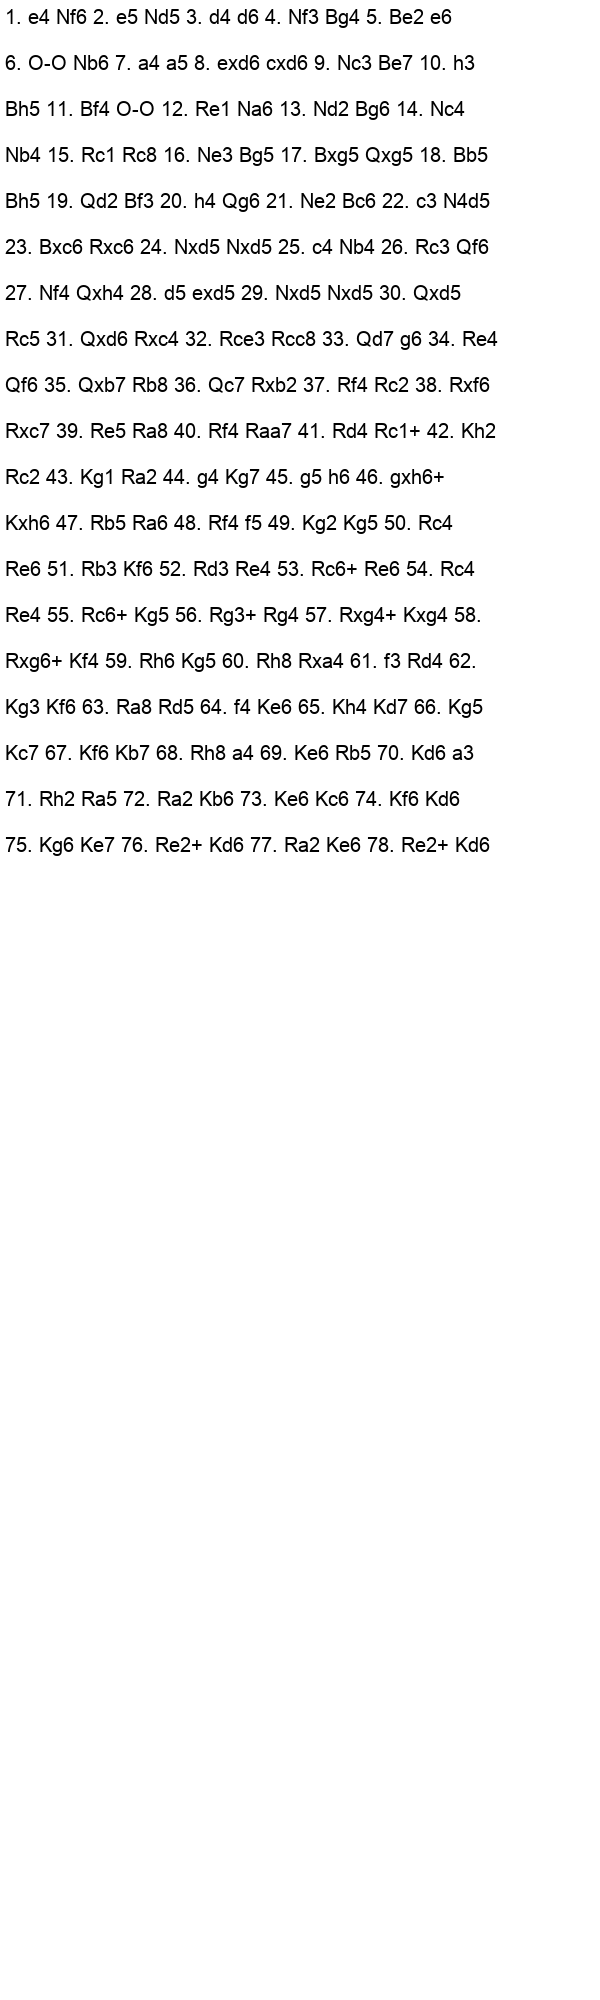 1. e4 Nf6 2. e5 Nd5 3. d4 d6 4. Nf3 Bg4 5. Be2 e6
6. O-O Nb6 7. a4 a5 8. exd6 cxd6 9. Nc3 Be7 10. h3
Bh5 11. Bf4 O-O 12. Re1 Na6 13. Nd2 Bg6 14. Nc4
Nb4 15. Rc1 Rc8 16. Ne3 Bg5 17. Bxg5 Qxg5 18. Bb5
Bh5 19. Qd2 Bf3 20. h4 Qg6 21. Ne2 Bc6 22. c3 N4d5
23. Bxc6 Rxc6 24. Nxd5 Nxd5 25. c4 Nb4 26. Rc3 Qf6
27. Nf4 Qxh4 28. d5 exd5 29. Nxd5 Nxd5 30. Qxd5
Rc5 31. Qxd6 Rxc4 32. Rce3 Rcc8 33. Qd7 g6 34. Re4
Qf6 35. Qxb7 Rb8 36. Qc7 Rxb2 37. Rf4 Rc2 38. Rxf6
Rxc7 39. Re5 Ra8 40. Rf4 Raa7 41. Rd4 Rc1+ 42. Kh2
Rc2 43. Kg1 Ra2 44. g4 Kg7 45. g5 h6 46. gxh6+
Kxh6 47. Rb5 Ra6 48. Rf4 f5 49. Kg2 Kg5 50. Rc4
Re6 51. Rb3 Kf6 52. Rd3 Re4 53. Rc6+ Re6 54. Rc4
Re4 55. Rc6+ Kg5 56. Rg3+ Rg4 57. Rxg4+ Kxg4 58.
Rxg6+ Kf4 59. Rh6 Kg5 60. Rh8 Rxa4 61. f3 Rd4 62.
Kg3 Kf6 63. Ra8 Rd5 64. f4 Ke6 65. Kh4 Kd7 66. Kg5
Kc7 67. Kf6 Kb7 68. Rh8 a4 69. Ke6 Rb5 70. Kd6 a3
71. Rh2 Ra5 72. Ra2 Kb6 73. Ke6 Kc6 74. Kf6 Kd6
75. Kg6 Ke7 76. Re2+ Kd6 77. Ra2 Ke6 78. Re2+ Kd6